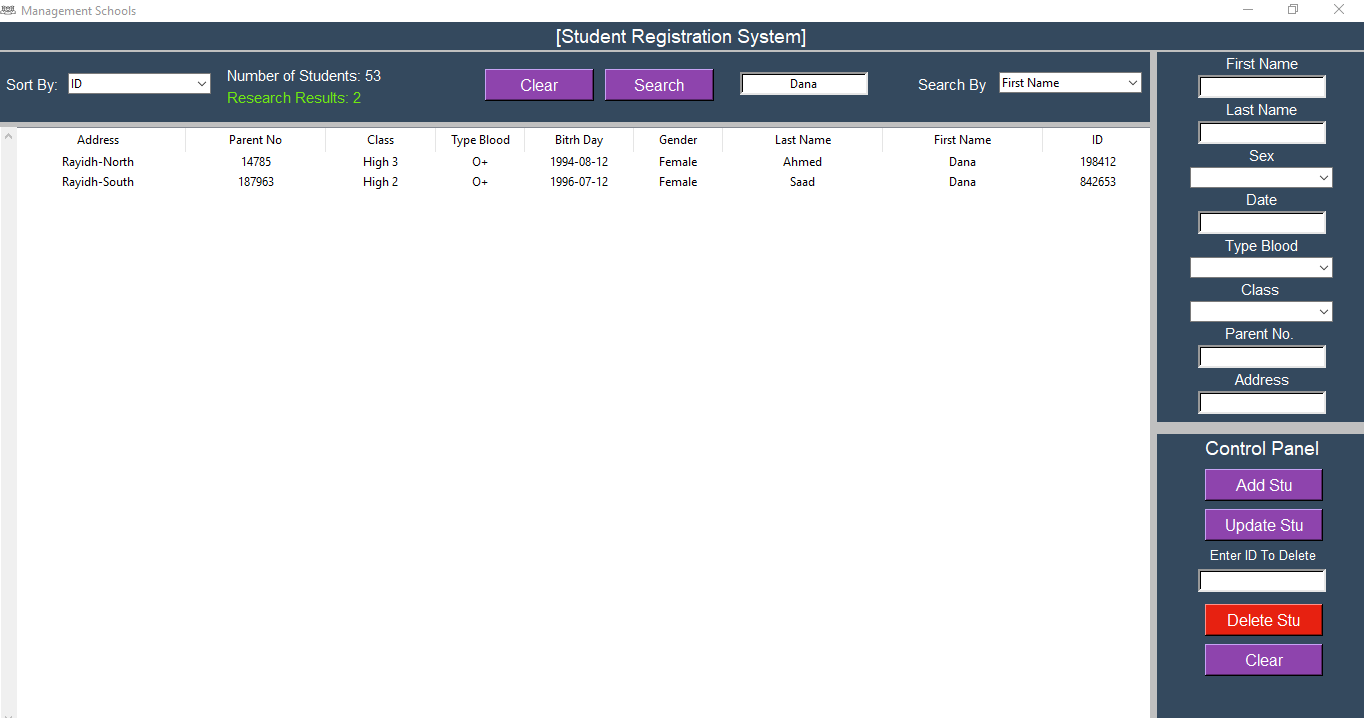 Management Schools
[Student Registration System]
Sort By: ID
Number of Students: 53
Research Results: 2
Clear Search Dana Search By First Name
Address Parent No Class Type Blood Bitrh Day Gender Last Name First Name ID
Rayidh-North 14785 High 3 O+ 1994-08-12 Female Ahmed Dana 198412
Rayidh-South 187963 High 2 O+ 1996-07-12 Female Saad Dana 842653
First Name
Last Name
Sex
Date
Type Blood
Class
Parent No.
Address
Control Panel
Add Stu
Update Stu
Enter ID To Delete
Delete Stu
Clear